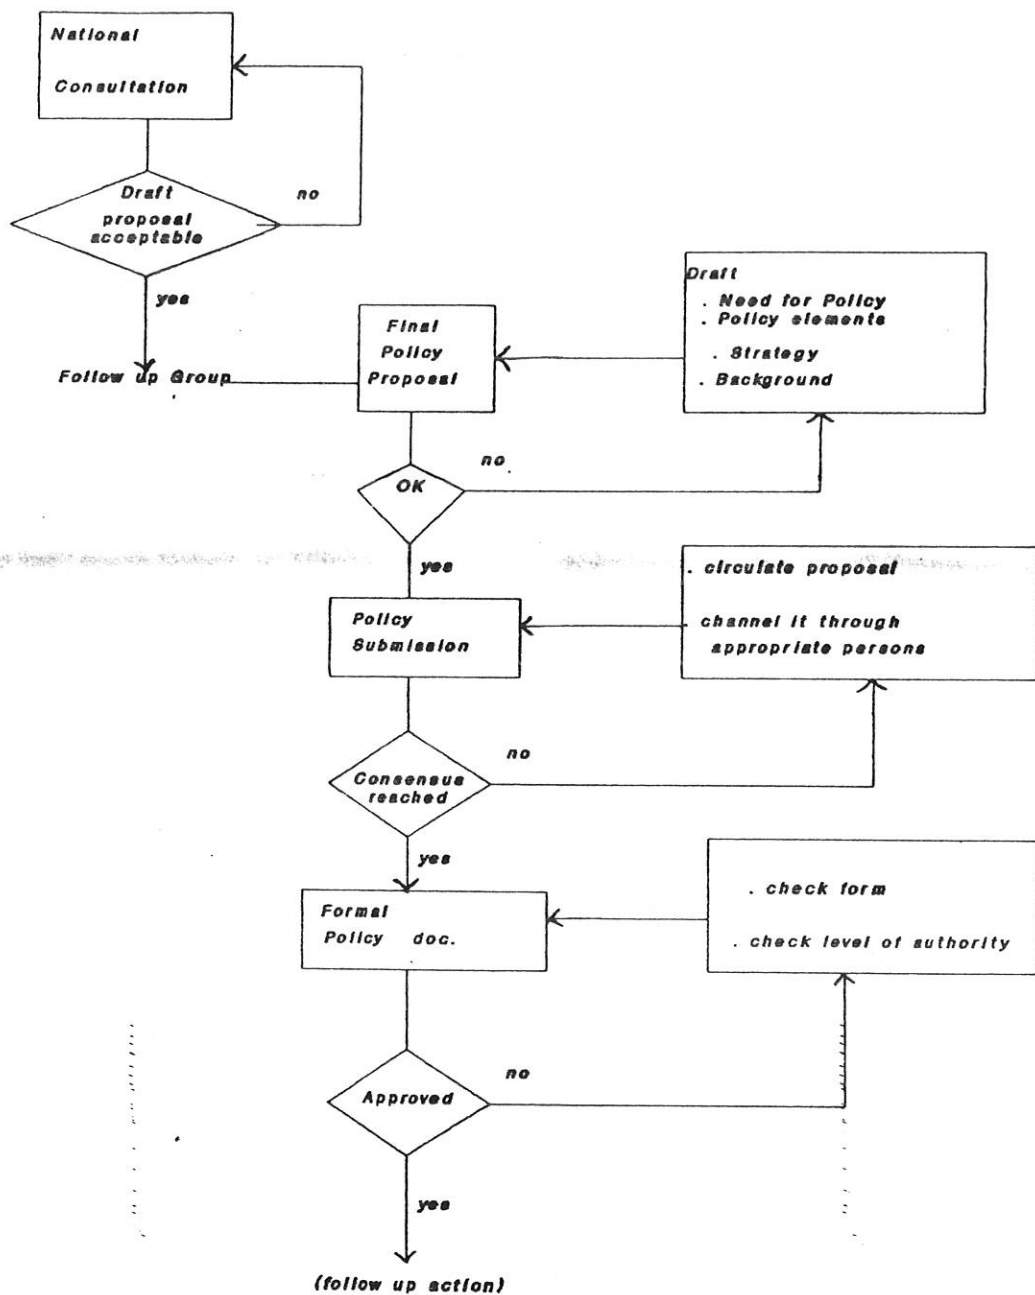 National
Consultation
Draft
proposal
acceptable
no
yes
Follow up Group
Final
Policy
Proposal
Draft
. Need for Policy
. Policy elements
. Strategy
. Background
OK
no
yes
Policy
Submission
. circulate proposal
channel it through
appropriate persons
Consensus
reached
no
yes
Formal
Policy doc.
. check form
. check level of authority
Approved
no
yes
(follow up action)